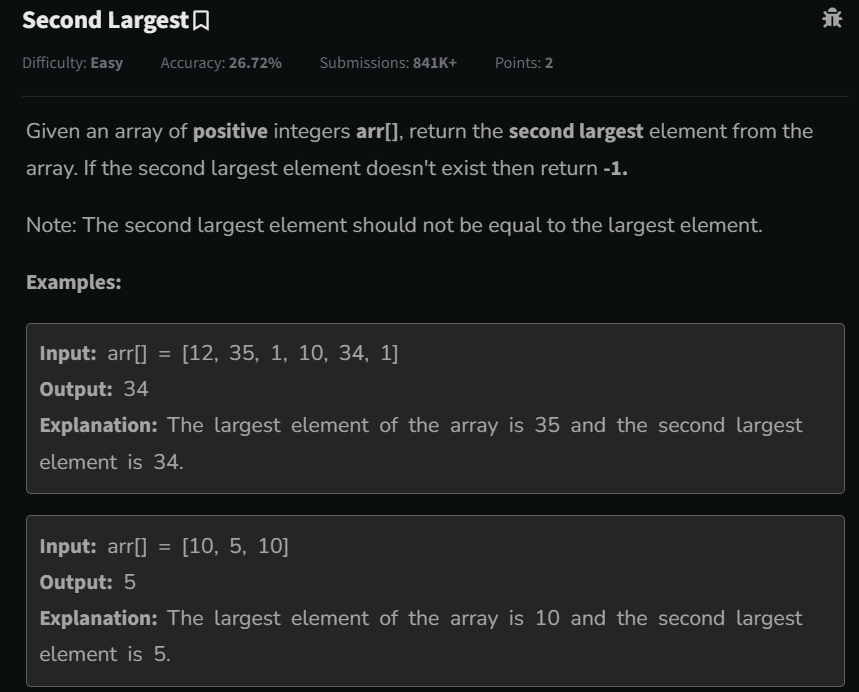 Second Largest
Difficulty: Easy Accuracy: 26.72% Submissions: 841K+ Points: 2
Given an array of positive integers arr[], return the second largest element from the
array. If the second largest element doesn't exist then return -1.
Note: The second largest element should not be equal to the largest element.
Examples:
Input: arr[] = [12, 35, 1, 10, 34, 1]
Output: 34
Explanation: The largest element of the array is 35 and the second largest
element is 34.
Input: arr[] = [10, 5, 10]
Output: 5
Explanation: The largest element of the array is 10 and the second largest
element is 5.